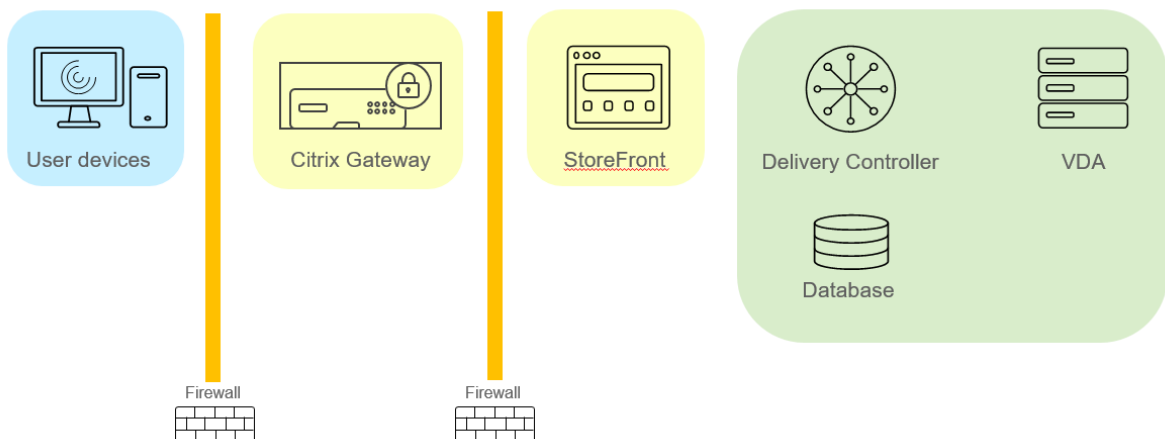 User devices
Citrix Gateway
StoreFront
Delivery Controller
VDA
Database
Firewall
Firewall